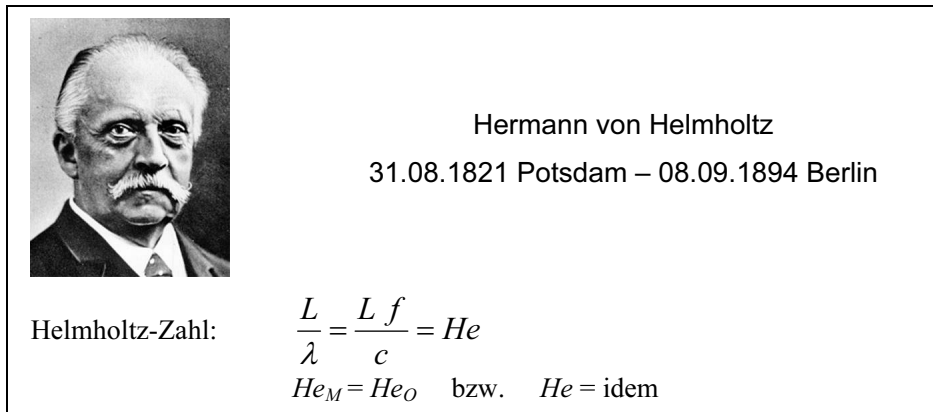 Hermann von Helmholtz
31.08.1821 Potsdam – 08.09.1894 Berlin
Helmholtz-Zahl: L/λ = L f/c = He
He_M = He_O bzw. He = idem